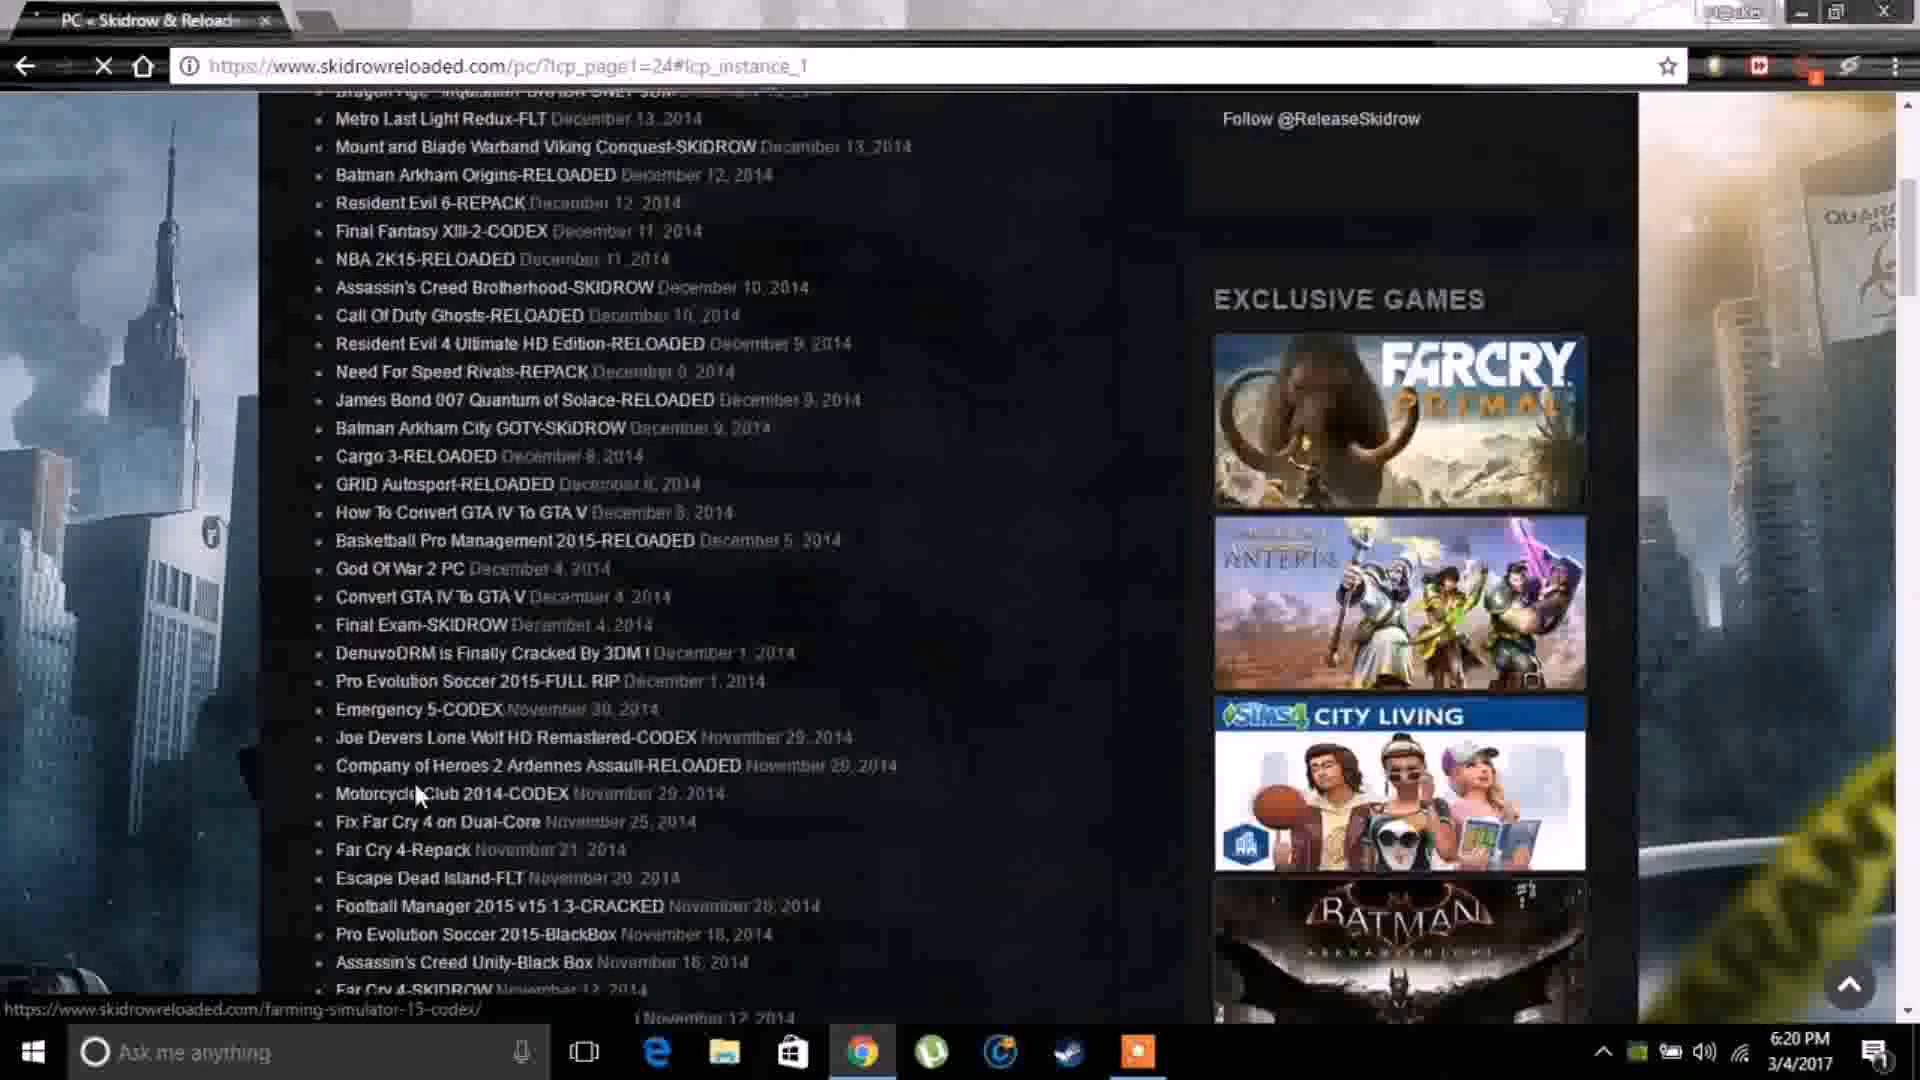 PC « Skidrow & Reload
https://www.skidrowreloaded.com/pc/?lcp_page1=24#lcp_instance_1
Metro Last Light Redux-FLT December 13, 2014
Mount and Blade Warband Viking Conquest-SKIDROW December 13, 2014
Batman Arkham Origins-RELOADED December 12, 2014
Resident Evil 6-REPACK December 12, 2014
Final Fantasy XIII-2-CODEX December 11, 2014
NBA 2K15-RELOADED December 11, 2014
Assassin's Creed Brotherhood-SKIDROW December 10, 2014
Call Of Duty Ghosts-RELOADED December 10, 2014
Resident Evil 4 Ultimate HD Edition-RELOADED December 9, 2014
Need For Speed Rivals-REPACK December 9, 2014
James Bond 007 Quantum of Solace-RELOADED December 9, 2014
Batman Arkham City GOTY-SKiDROW December 9, 2014
Cargo 3-RELOADED December 8, 2014
GRID Autosport-RELOADED December 8, 2014
How To Convert GTA IV To GTA V December 8, 2014
Basketball Pro Management 2015-RELOADED December 5, 2014
God Of War 2 PC December 4, 2014
Convert GTA IV To GTA V December 4, 2014
Final Exam-SKIDROW December 4, 2014
DenuvoDRM is Finally Cracked By 3DM ! December 1, 2014
Pro Evolution Soccer 2015-FULL RIP December 1, 2014
Emergency 5-CODEX November 30, 2014
Joe Devers Lone Wolf HD Remastered-CODEX November 29, 2014
Company of Heroes 2 Ardennes Assault-RELOADED November 29, 2014
Motorcycle Club 2014-CODEX November 29, 2014
Fix Far Cry 4 on Dual-Core November 25, 2014
Far Cry 4-Repack November 21, 2014
Escape Dead Island-FLT November 20, 2014
Football Manager 2015 v15 1.3-CRACKED November 20, 2014
Pro Evolution Soccer 2015-BlackBox November 18, 2014
Assassin's Creed Unity-Black Box November 16, 2014
Far Cry 4-SKIDROW November 17, 2014
November 17, 2014
Follow @ReleaseSkidrow
EXCLUSIVE GAMES
FARCRY
PRIMAL
ANTERIA
The Sims 4 CITY LIVING
BATMAN
ARKHAM KNIGHT
QUARA
AR
https://www.skidrowreloaded.com/farming-simulator-15-codex/
Ask me anything
6:20 PM
3/4/2017